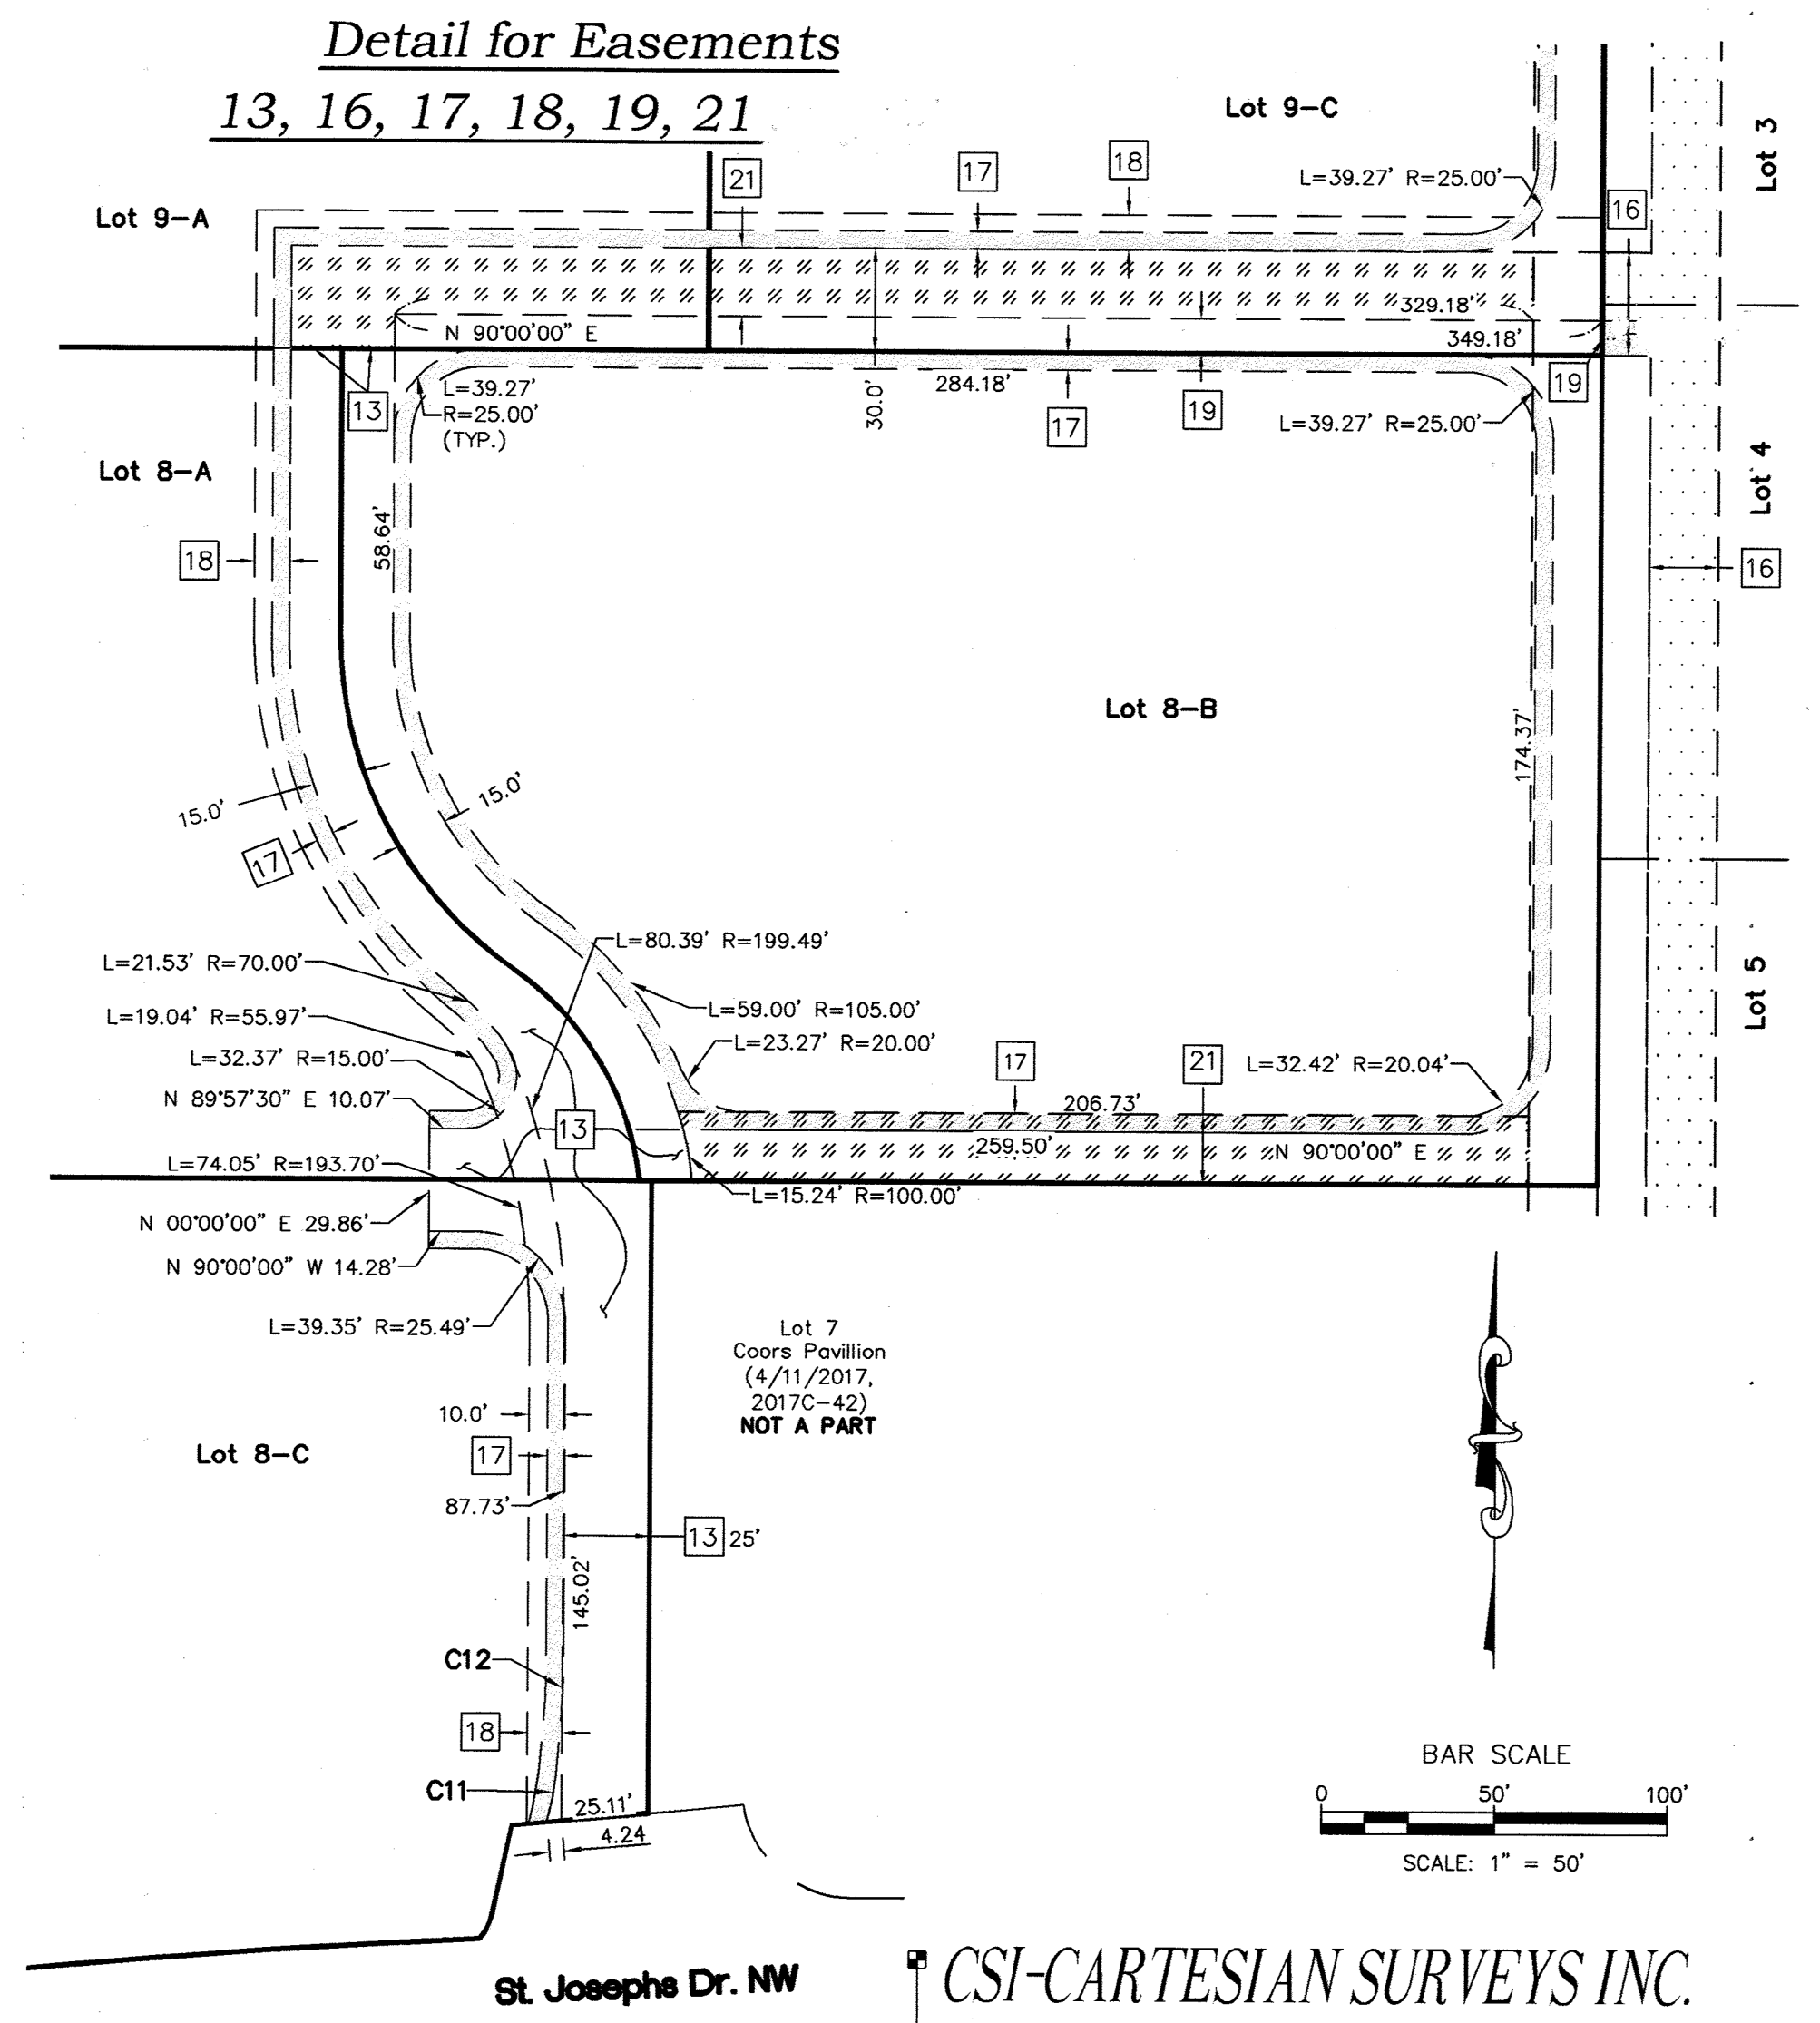 Detail for Easements
13, 16, 17, 18, 19, 21
Lot 9-C
Lot 3
L=39.27' R=25.00'
21
17
18
16
Lot 9-A
329.18'
N 90°00'00" E
349.18'
13
L=39.27'
R=25.00'
(TYP.)
284.18'
30.0'
17
19
19
L=39.27' R=25.00'
Lot 8-A
Lot 4
58.64'
18
16
Lot 8-B
174.37'
15.0'
15.0'
17
L=80.39' R=199.49'
L=21.53' R=70.00'
L=59.00' R=105.00'
Lot 5
L=19.04' R=55.97'
L=23.27' R=20.00'
L=32.37' R=15.00'
17
21
L=32.42' R=20.04'
N 89°57'30" E 10.07'
206.73'
13
259.50'
N 90°00'00" E
L=74.05' R=193.70'
L=15.24' R=100.00'
N 00°00'00" E 29.86'
N 90°00'00" W 14.28'
L=39.35' R=25.49'
Lot 7
Coors Pavillion
(4/11/2017,
2017C-42)
NOT A PART
10.0'
Lot 8-C
17
87.73'
13 25'
145.02'
C12
18
C11
25.11'
4.24
BAR SCALE
0 50' 100'
SCALE: 1" = 50'
St. Josephs Dr. NW
CSI-CARTESIAN SURVEYS INC.